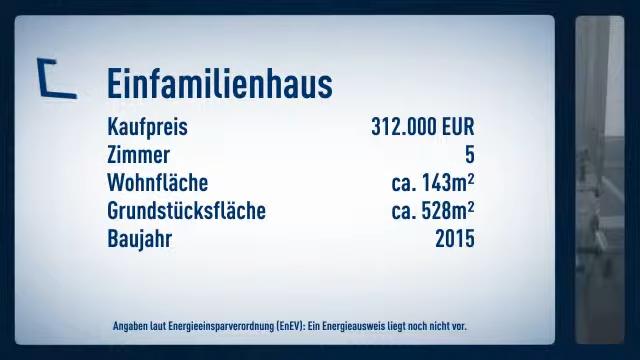 Einfamilienhaus
Kaufpreis 312.000 EUR
Zimmer 5
Wohnfläche ca. 143m²
Grundstücksfläche ca. 528m²
Baujahr 2015
Angaben laut Energieeinsparverordnung (EnEV): Ein Energieausweis liegt noch nicht vor.